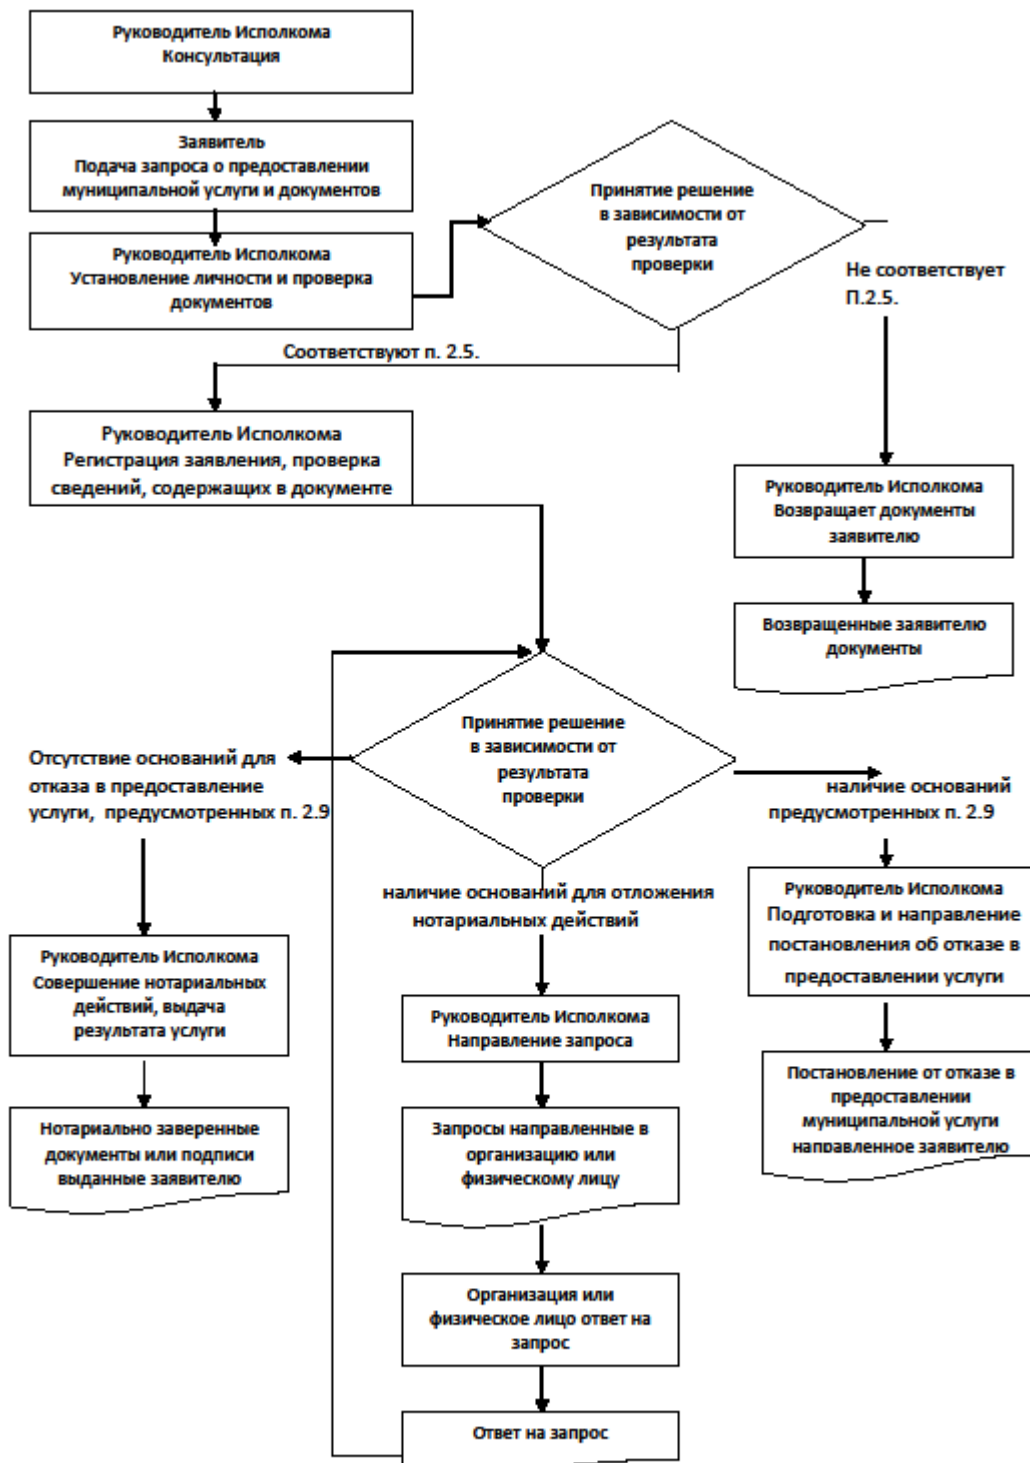 Руководитель Исполкома
Консультация
Заявитель
Подача запроса о предоставлении
муниципальной услуги и документов
Руководитель Исполкома
Установление личности и проверка
документов
Принятие решение
в зависимости от
результата
проверки
Не соответствует
П.2.5.
Соответствуют п. 2.5.
Руководитель Исполкома
Регистрация заявления, проверка
сведений, содержащих в документе
Руководитель Исполкома
Возвращает документы
заявителю
Возвращенные заявителю
документы
Принятие решение
в зависимости от
результата
проверки
Отсутствие оснований для
отказа в предоставление
услуги, предусмотренных п. 2.9
наличие оснований
предусмотренных п. 2.9
наличие оснований для отложения
нотариальных действий
Руководитель Исполкома
Подготовка и направление
постановления об отказе в
предоставлении услуги
Руководитель Исполкома
Совершение нотариальных
действий, выдача
результата услуги
Руководитель Исполкома
Направление запроса
Постановление от отказе в
предоставлении
муниципальной услуги
направленное заявителю
Нотариально заверенные
документы или подписи
выданные заявителю
Запросы направленные в
организацию или
физическому лицу
Организация или
физическое лицо ответ на
запрос
Ответ на запрос